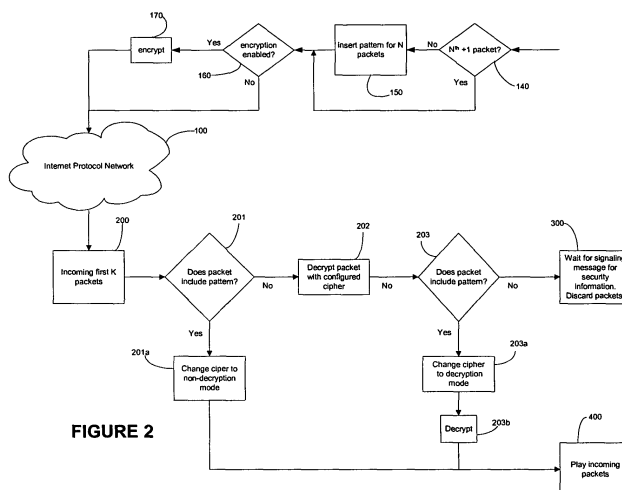 170
encrypt
Yes
encryption
enabled?
160
No
insert pattern for N
packets
150
No
Nth +1 packet?
140
Yes
100
Internet Protocol Network
200
Incoming first K
packets
201
Does packet
include pattern?
No
202
Decrypt packet
with configured
cipher
No
203
Does packet
include pattern?
No
300
Wait for signaling
message for
security
information.
Discard packets
Yes
201a
Change ciper to
non-decryption
mode
Yes
203a
Change cipher
to decryption
mode
Decrypt
203b
400
Play incoming
packets
FIGURE 2